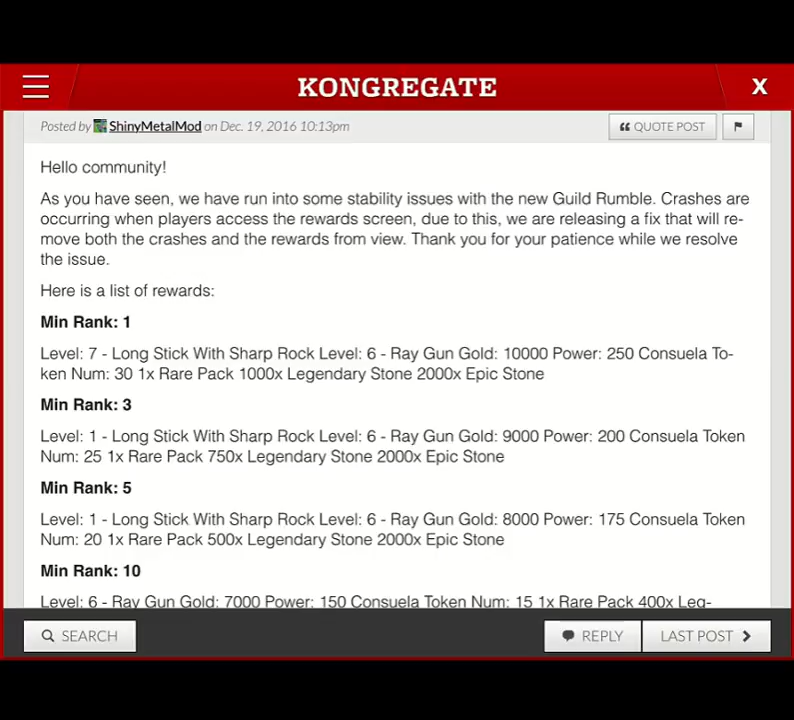 KONGREGATE
X
Posted by ShinyMetalMod on Dec. 19, 2016 10:13pm
QUOTE POST
Hello community!
As you have seen, we have run into some stability issues with the new Guild Rumble. Crashes are
occurring when players access the rewards screen, due to this, we are releasing a fix that will re-
move both the crashes and the rewards from view. Thank you for your patience while we resolve
the issue.
Here is a list of rewards:
Min Rank: 1
Level: 7 - Long Stick With Sharp Rock Level: 6 - Ray Gun Gold: 10000 Power: 250 Consuela To-
ken Num: 30 1x Rare Pack 1000x Legendary Stone 2000x Epic Stone
Min Rank: 3
Level: 1 - Long Stick With Sharp Rock Level: 6 - Ray Gun Gold: 9000 Power: 200 Consuela Token
Num: 25 1x Rare Pack 750x Legendary Stone 2000x Epic Stone
Min Rank: 5
Level: 1 - Long Stick With Sharp Rock Level: 6 - Ray Gun Gold: 8000 Power: 175 Consuela Token
Num: 20 1x Rare Pack 500x Legendary Stone 2000x Epic Stone
Min Rank: 10
Level: 6 - Ray Gun Gold: 7000 Power: 150 Consuela Token Num: 15 1x Rare Pack 400x Leg-
SEARCH
REPLY
LAST POST